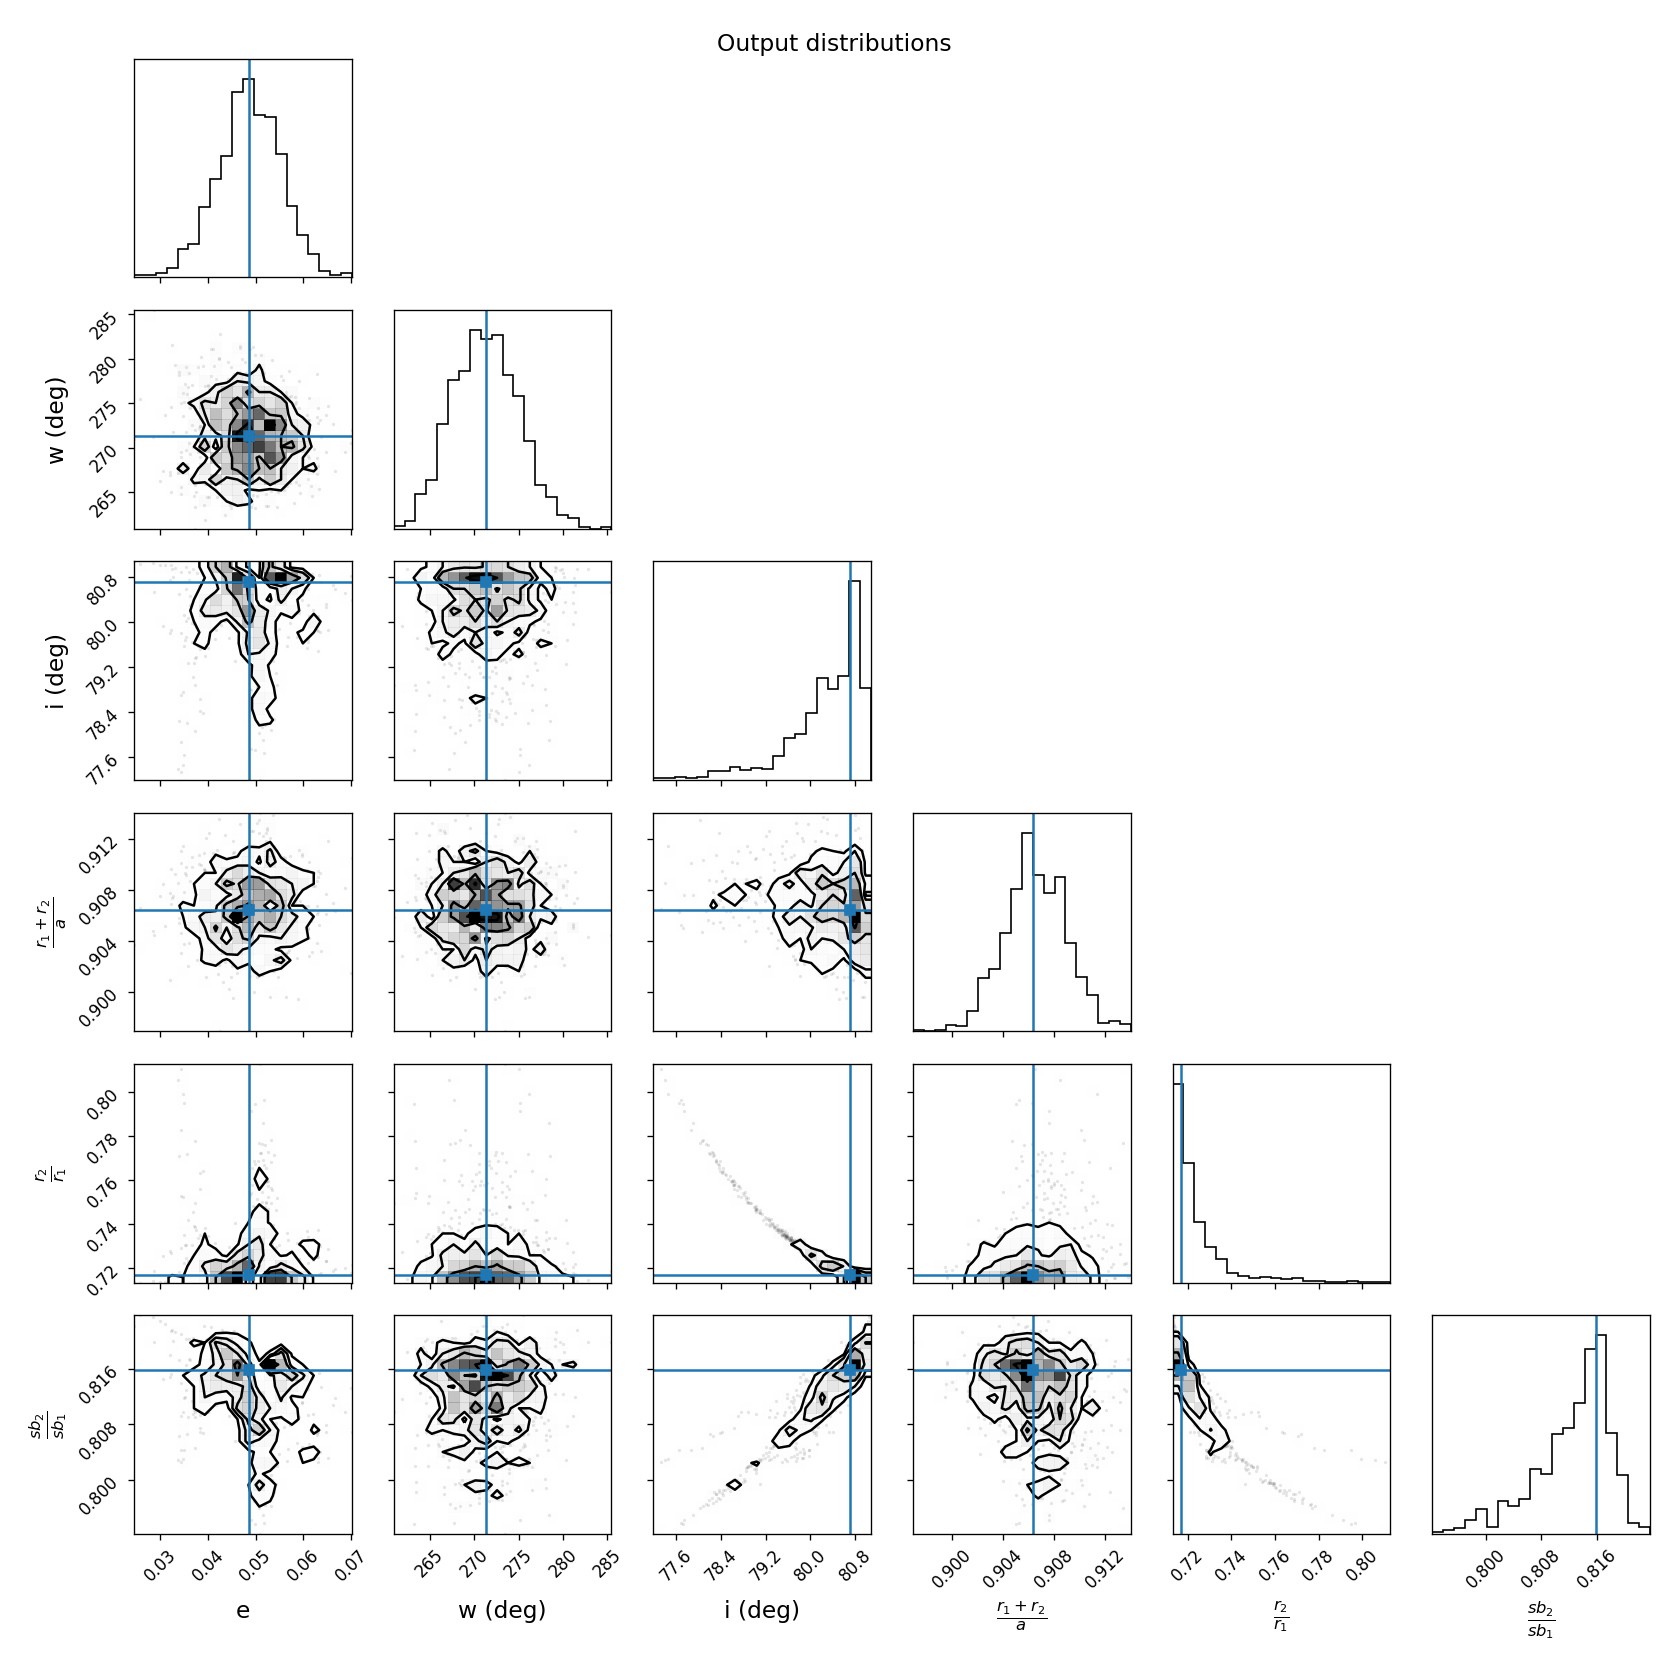 Output distributions
285
280
275
270
265
w (deg)
80.8
80.0
79.2
78.4
77.6
i (deg)
0.912
0.908
0.904
0.900
r₁ + r₂
a
0.80
0.78
0.76
0.74
0.72
r₂
r₁
0.816
0.808
0.800
sb₂
sb₁
0.03 0.04 0.05 0.06 0.07 265 270 275 280 285 77.6 78.4 79.2 80.0 80.8 0.900 0.904 0.908 0.912 0.72 0.74 0.76 0.78 0.80 0.800 0.808 0.816
e w (deg) i (deg) r₁ + r₂ r₂ sb₂
a r₁ sb₁